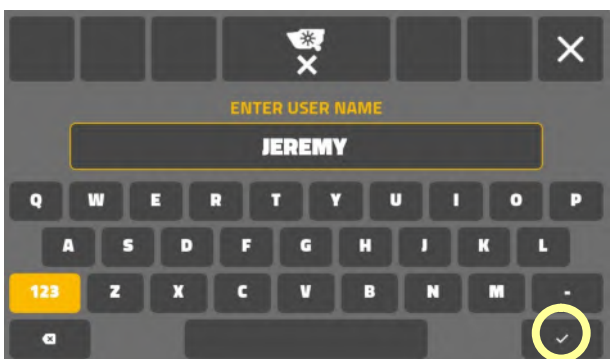 ENTER USER NAME
JEREMY
Q W E R T Y U I O P
A S D F G H J K L
123 Z X C V B N M -